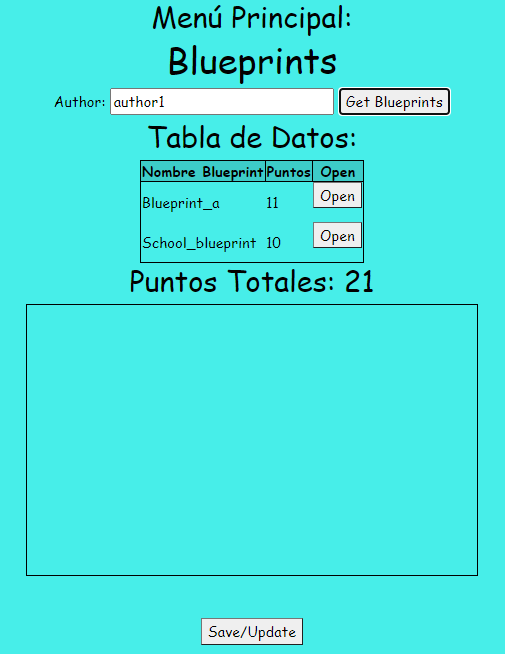 Menú Principal:
Blueprints
Author: author1 Get Blueprints
Tabla de Datos:
Nombre Blueprint Puntos Open
Blueprint_a 11 Open
School_blueprint 10 Open
Puntos Totales: 21
Save/Update